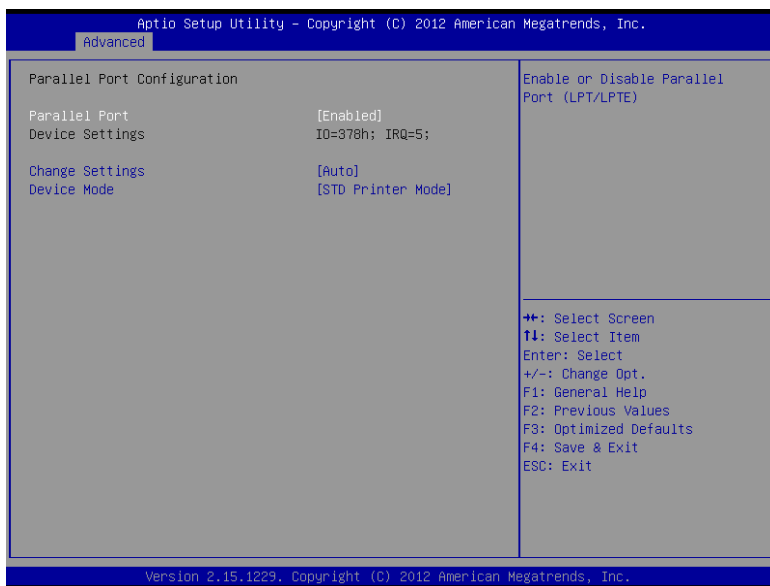 Aptio Setup Utility – Copyright (C) 2012 American Megatrends, Inc.
Advanced
Parallel Port Configuration
Parallel Port [Enabled]
Device Settings IO=378h; IRQ=5;
Change Settings [Auto]
Device Mode [STD Printer Mode]
Enable or Disable Parallel
Port (LPT/LPTE)
→←: Select Screen
↑↓: Select Item
Enter: Select
+/-: Change Opt.
F1: General Help
F2: Previous Values
F3: Optimized Defaults
F4: Save & Exit
ESC: Exit
Version 2.15.1229. Copyright (C) 2012 American Megatrends, Inc.